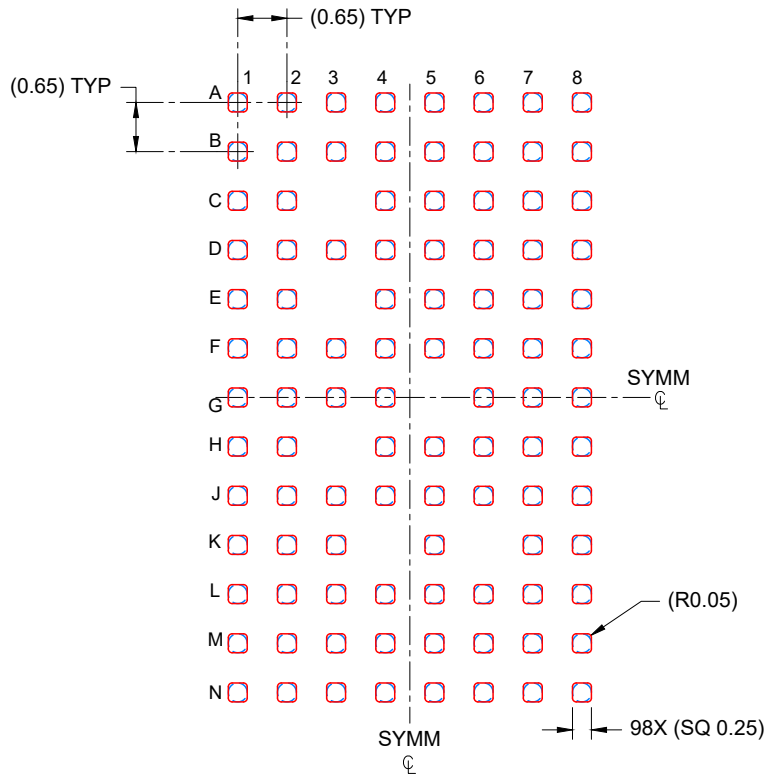 (0.65) TYP
(0.65) TYP
1 2 3 4 5 6 7 8
A
B
C
D
E
F
SYMM
G
H
J
K
L
(R0.05)
M
N
98X (SQ 0.25)
SYMM